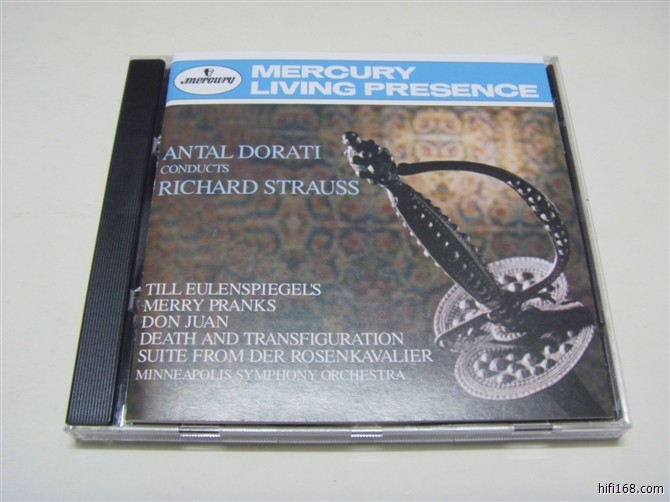 mercury
MERCURY
LIVING PRESENCE
ANTAL DORATI
CONDUCTS
RICHARD STRAUSS
TILL EULENSPIEGEL'S
MERRY PRANKS
DON JUAN
DEATH AND TRANSFIGURATION
SUITE FROM DER ROSENKAVALIER
MINNEAPOLIS SYMPHONY ORCHESTRA
hifi168.com